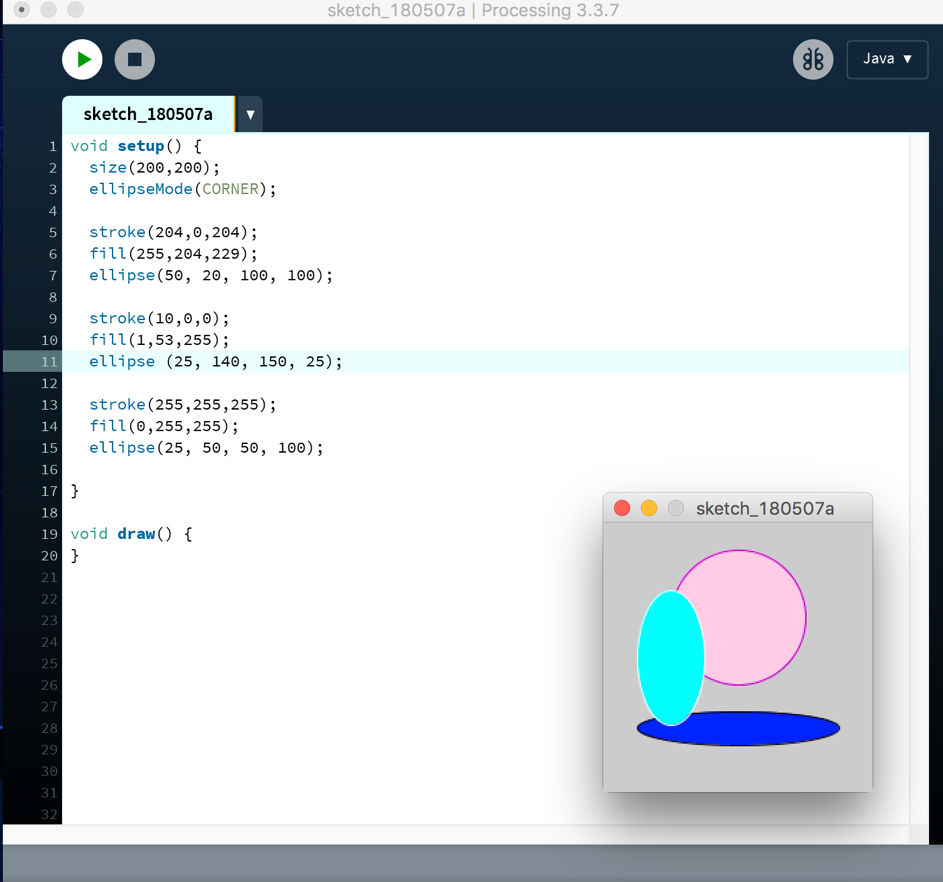 sketch_180507a | Processing 3.3.7
Java ▼
sketch_180507a ▼
1 void setup() {
2 size(200,200);
3 ellipseMode(CORNER);
4
5 stroke(204,0,204);
6 fill(255,204,229);
7 ellipse(50, 20, 100, 100);
8
9 stroke(10,0,0);
10 fill(1,53,255);
11 ellipse (25, 140, 150, 25);
12
13 stroke(255,255,255);
14 fill(0,255,255);
15 ellipse(25, 50, 50, 100);
16
17 }
18
19 void draw() {
20 }
21
22
23
24
25
26
27
28
29
30
31
32
sketch_180507a